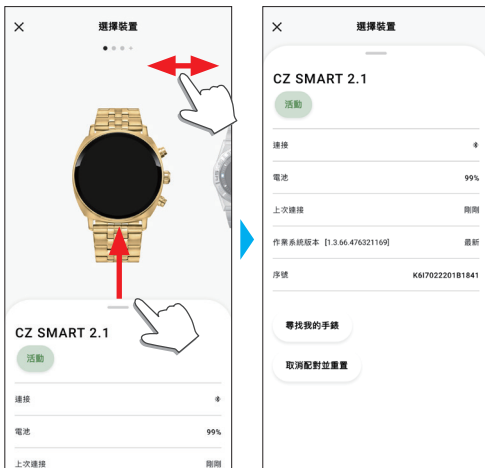 選擇裝置
CZ SMART 2.1
活動
連接
電池 99%
上次連接 剛剛
選擇裝置
CZ SMART 2.1
活動
連接
電池 99%
上次連接 剛剛
作業系統版本 [1.3.66.476321169] 最新
序號 K6I7022201B1841
尋找我的手錶
取消配對並重置